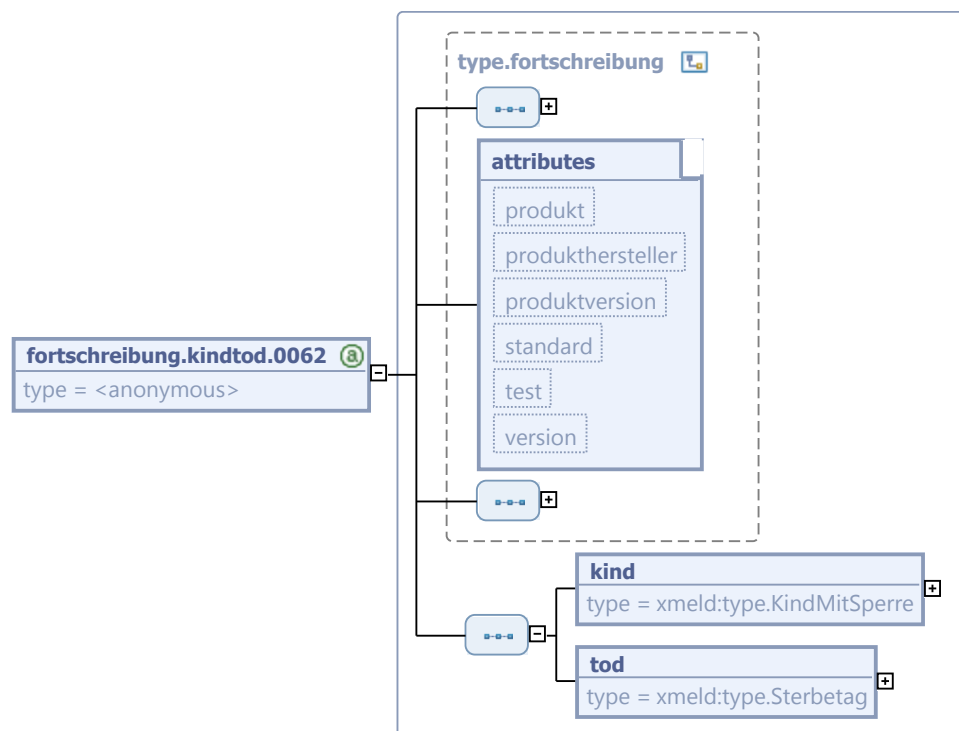 type.fortschreibung
attributes
produkt
produkthersteller
produktversion
standard
test
version
fortschreibung.kindtod.0062 a
type = <anonymous>
kind
type = xmeld:type.KindMitSperre
tod
type = xmeld:type.Sterbetag